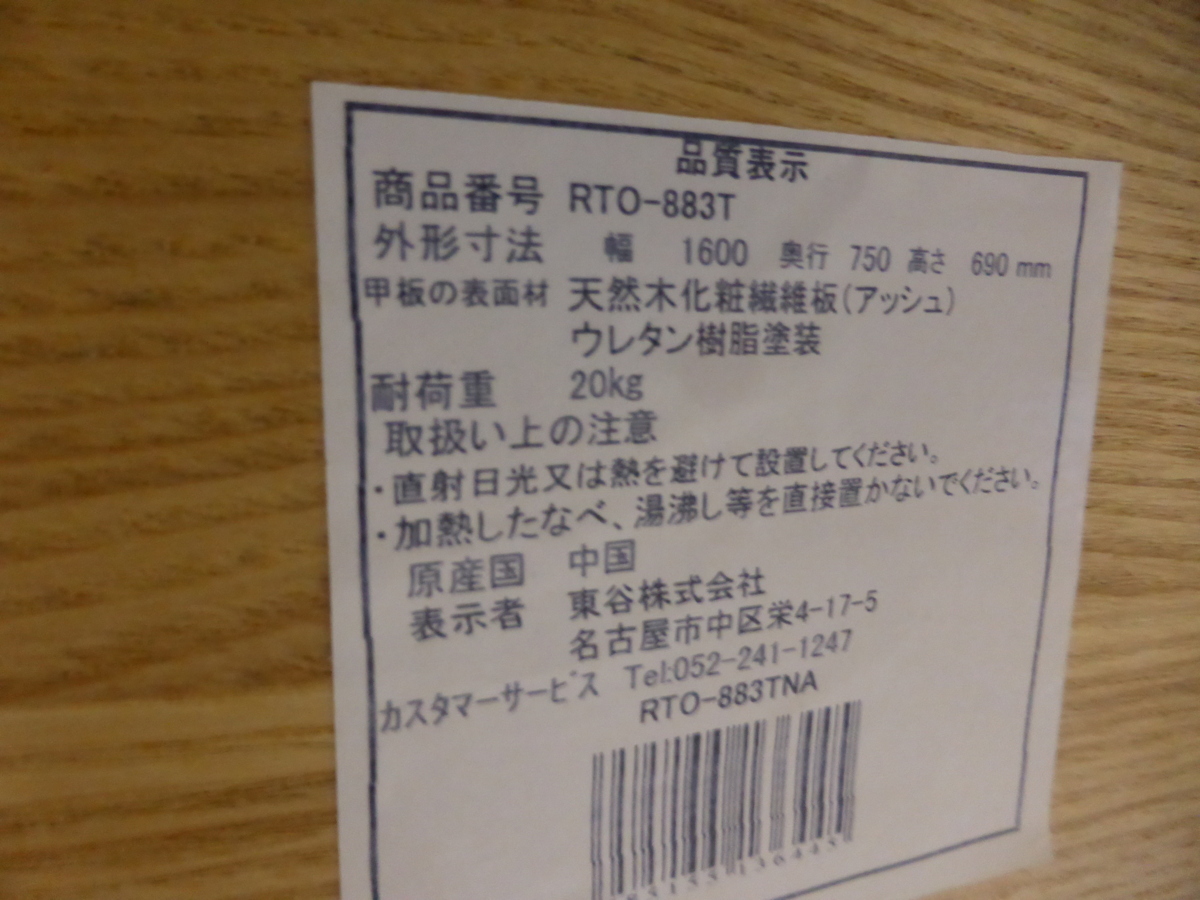 品質表示
商品番号 RTO-883T
外形寸法 幅 1600 奥行 750 高さ 690 mm
甲板の表面材 天然木化粧繊維板(アッシュ)
ウレタン樹脂塗装
耐荷重 20kg
取扱い上の注意
・直射日光又は熱を避けて設置してください。
・加熱したなべ、湯沸し等を直接置かないでください。
原産国 中国
表示者 東谷株式会社
名古屋市中区栄4-17-5
カスタマーサービス Tel:052-241-1247
RTO-883TNA